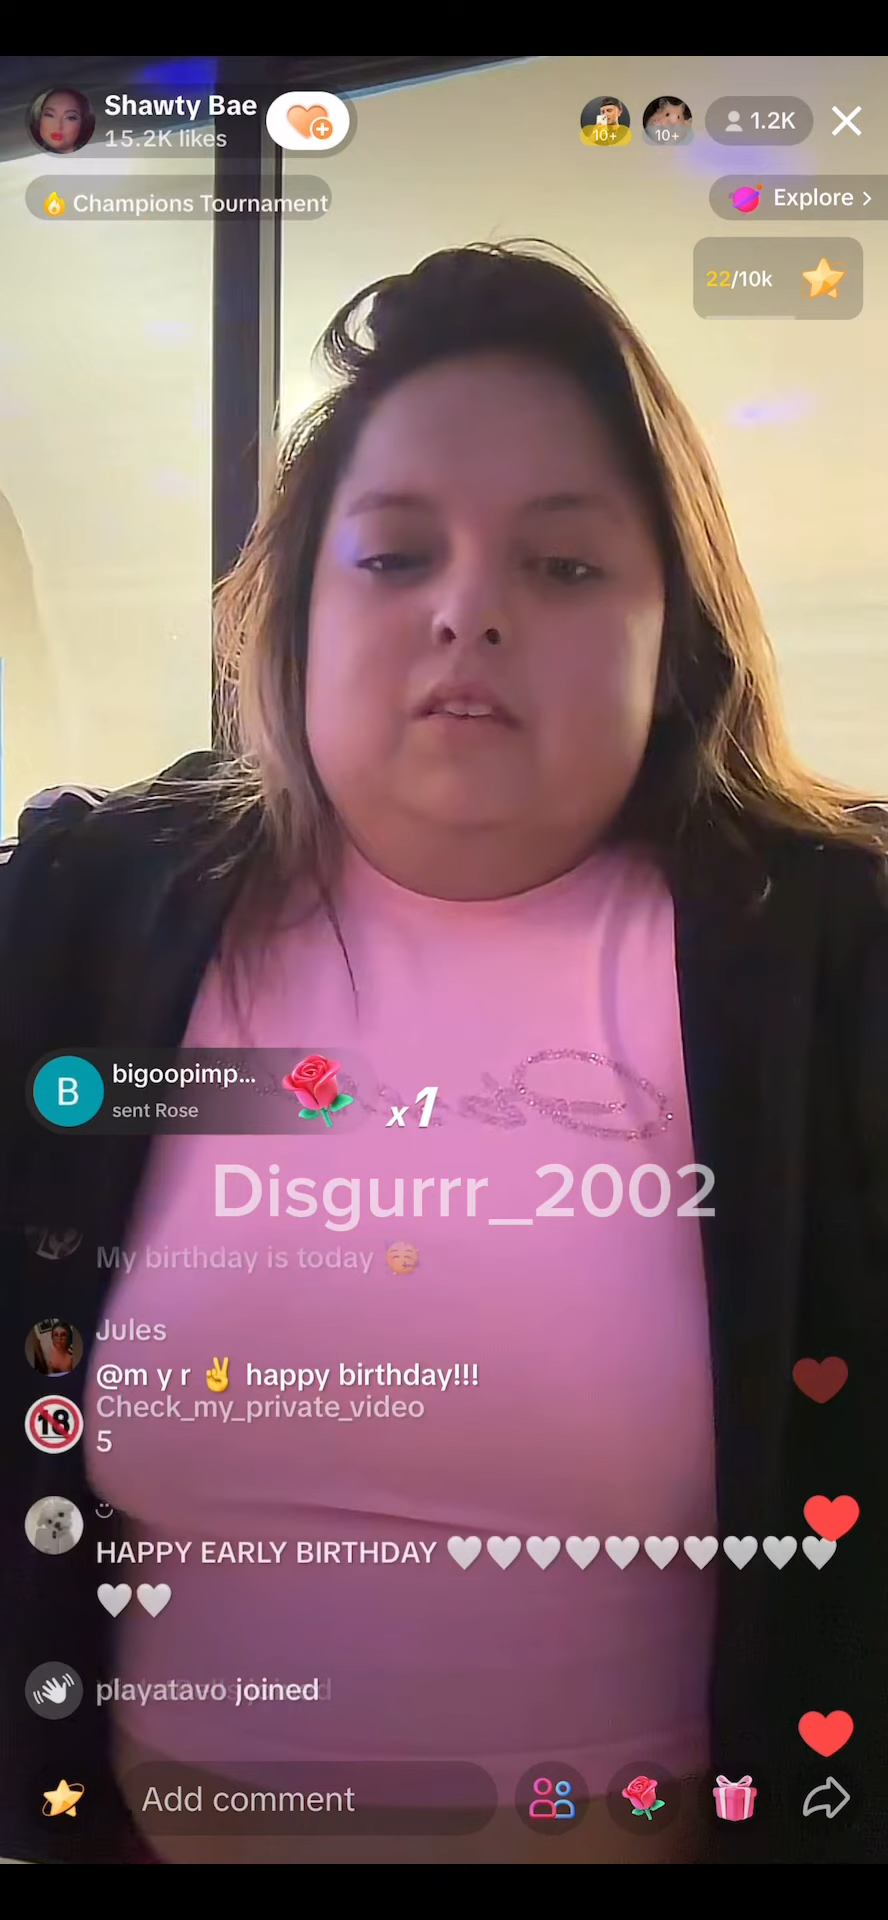 Shawty Bae
15.2K likes
10+
10+
1.2K
Champions Tournament
Explore >
22/10k
B
bigoopimp...
sent Rose
x1
Disgurrr_2002
My birthday is today 🥳
Jules
@m y r ✌️ happy birthday!!!
Check_my_private_video
18
5
HAPPY EARLY BIRTHDAY 🤍🤍🤍🤍🤍🤍🤍🤍🤍🤍
🤍🤍
playatavo joined
Add comment